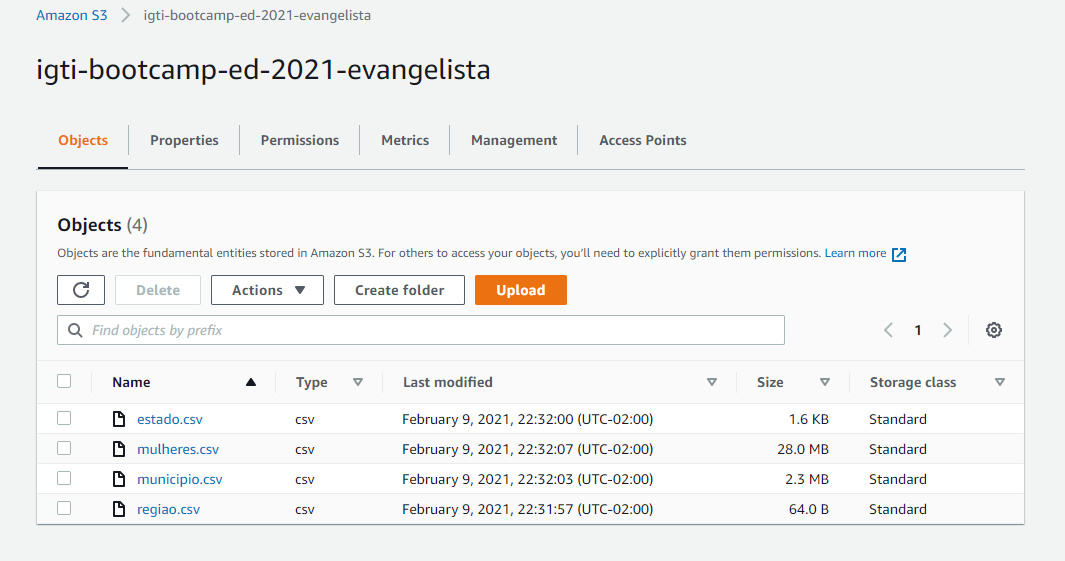 Amazon S3 igti-bootcamp-ed-2021-evangelista
igti-bootcamp-ed-2021-evangelista
Objects Properties Permissions Metrics Management Access Points
Objects (4)
Objects are the fundamental entities stored in Amazon S3. For others to access your objects, you'll need to explicitly grant them permissions. Learn more
Delete Actions Create folder Upload
Find objects by prefix 1
Name Type Last modified Size Storage class
estado.csv csv February 9, 2021, 22:32:00 (UTC-02:00) 1.6 KB Standard
mulheres.csv csv February 9, 2021, 22:32:07 (UTC-02:00) 28.0 MB Standard
municipio.csv csv February 9, 2021, 22:32:03 (UTC-02:00) 2.3 MB Standard
regiao.csv csv February 9, 2021, 22:31:57 (UTC-02:00) 64.0 B Standard